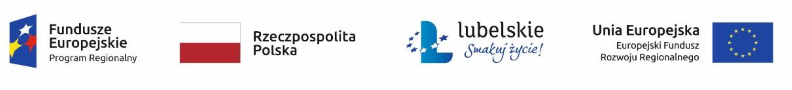 Fundusze
Europejskie
Program Regionalny
Rzeczpospolita
Polska
lubelskie
Smakuj życie!
Unia Europejska
Europejski Fundusz
Rozwoju Regionalnego